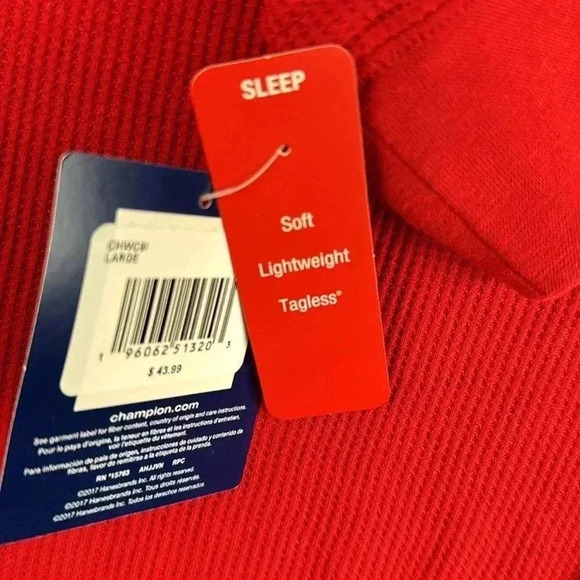 SLEEP
Soft
Lightweight
Tagless®
CHWC8I
LARGE
96062 51320 3
$ 43.99
champion.com
See garment label for fiber content, country of origin and care instructions.
Pour le pays d'origine, la teneur en fibres et les instructions d'entretien,
voir l'étiquette du vêtement.
Para información de país de origen, instrucciones de cuidado y contenido de
fibras, favor de remitirse a la etiqueta de la prenda.
RN #15763 AHJJVN RPC
©2017 Hanesbrands Inc. All rights reserved.
©2017 Hanesbrands Inc. Tous droits réservés.
©2017 Hanesbrands Inc. Todos los derechos reservados.